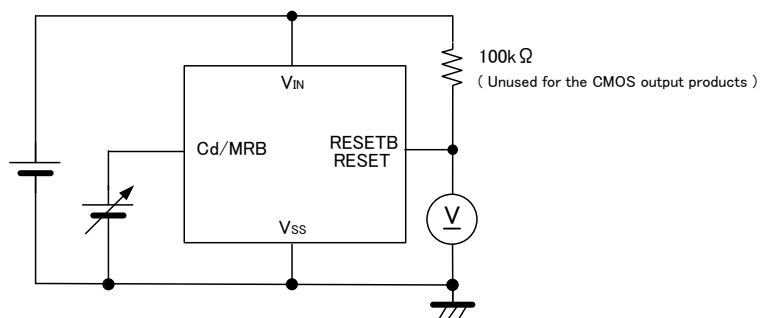 100kΩ
( Unused for the CMOS output products )
VIN
Cd/MRB
RESETB
RESET
V
VSS